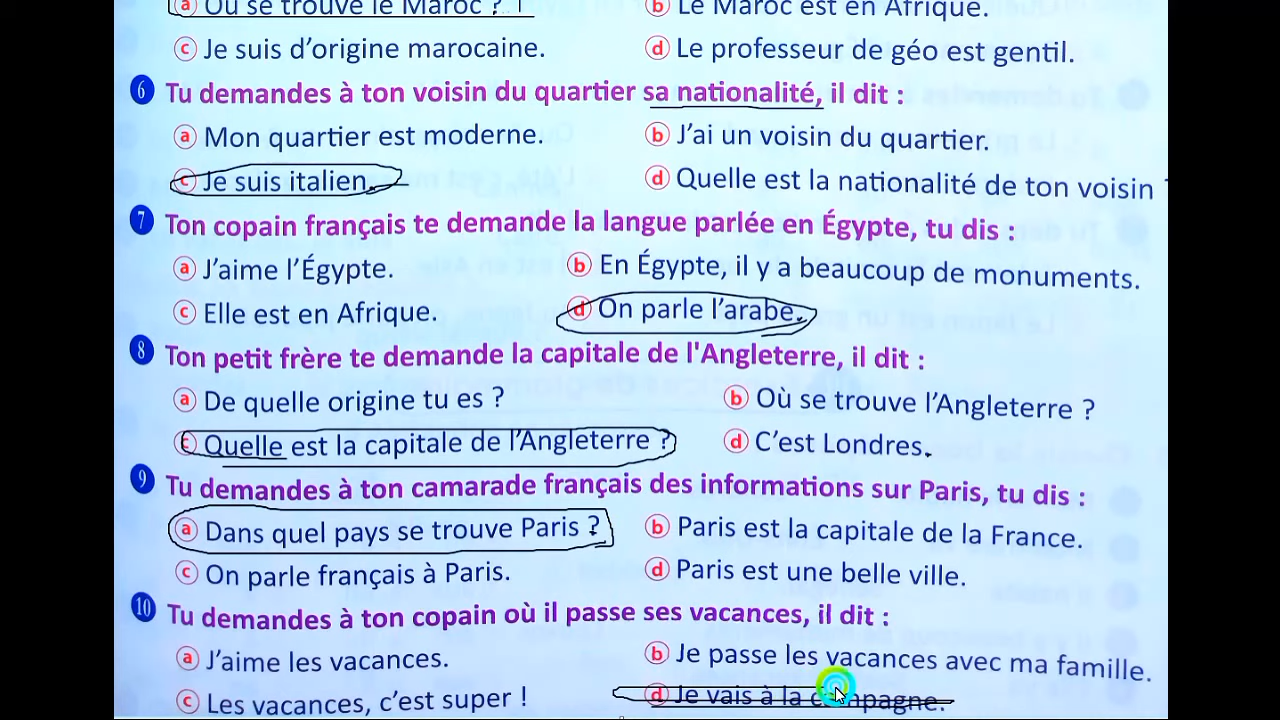 a Où se trouve le Maroc ? b Le Maroc est en Afrique.
c Je suis d'origine marocaine. d Le professeur de géo est gentil.
6 Tu demandes à ton voisin du quartier sa nationalité, il dit :
a Mon quartier est moderne. b J'ai un voisin du quartier.
c Je suis italien. d Quelle est la nationalité de ton voisin ?
7 Ton copain français te demande la langue parlée en Égypte, tu dis :
a J'aime l'Égypte. b En Égypte, il y a beaucoup de monuments.
c Elle est en Afrique. d On parle l'arabe.
8 Ton petit frère te demande la capitale de l'Angleterre, il dit :
a De quelle origine tu es ? b Où se trouve l'Angleterre ?
c Quelle est la capitale de l'Angleterre ? d C'est Londres.
9 Tu demandes à ton camarade français des informations sur Paris, tu dis :
a Dans quel pays se trouve Paris ? b Paris est la capitale de la France.
c On parle français à Paris. d Paris est une belle ville.
10 Tu demandes à ton copain où il passe ses vacances, il dit :
a J'aime les vacances. b Je passe les vacances avec ma famille.
c Les vacances, c'est super ! d Je vais à la campagne.